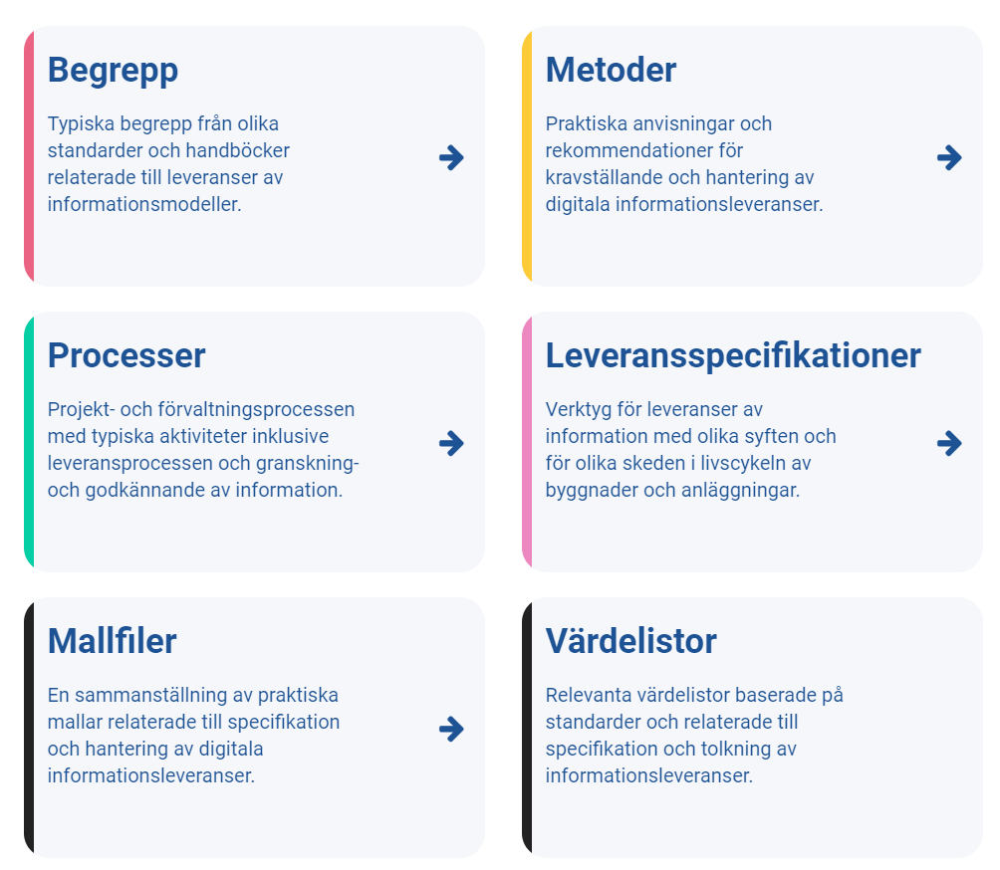 Begrepp
Typiska begrepp från olika
standarder och handböcker
relaterade till leveranser av
informationsmodeller.
Metoder
Praktiska anvisningar och
rekommendationer för
kravställande och hantering av
digitala informationsleveranser.
Processer
Projekt- och förvaltningsprocessen
med typiska aktiviteter inklusive
leveransprocessen och granskning-
och godkännande av information.
Leveransspecifikationer
Verktyg för leveranser av
information med olika syften och
för olika skeden i livscykeln av
byggnader och anläggningar.
Mallfiler
En sammanställning av praktiska
mallar relaterade till specifikation
och hantering av digitala
informationsleveranser.
Värdelistor
Relevanta värdelistor baserade på
standarder och relaterade till
specifikation och tolkning av
informationsleveranser.